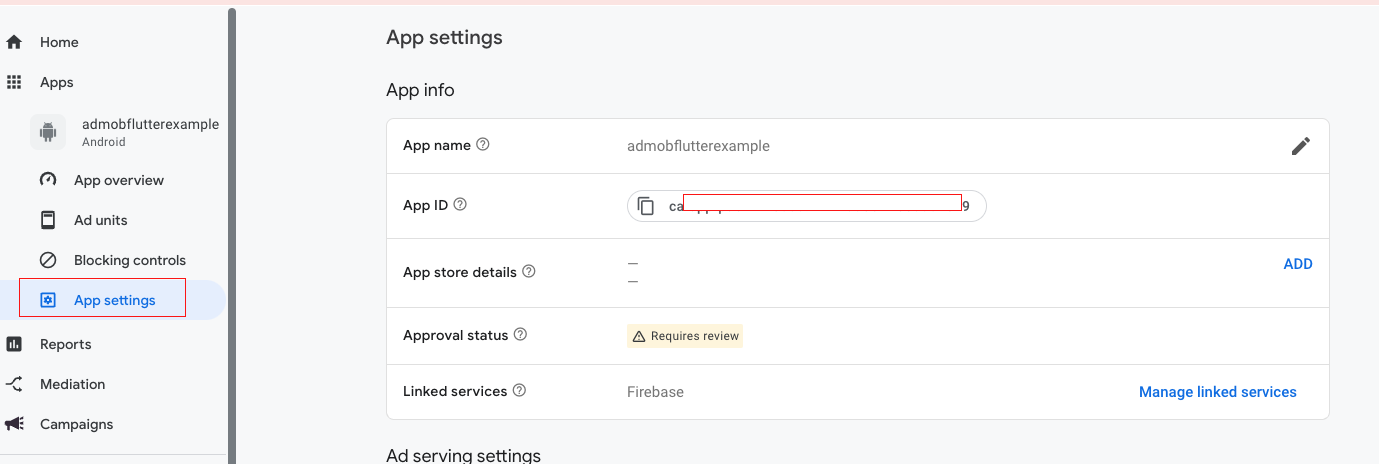 Home
Apps
admobflutterexample
Android
App overview
Ad units
Blocking controls
App settings
Reports
Mediation
Campaigns
App settings
App info
App name
admobflutterexample
App ID
ca
9
App store details
—
—
ADD
Approval status
Requires review
Linked services
Firebase
Manage linked services
Ad serving settings